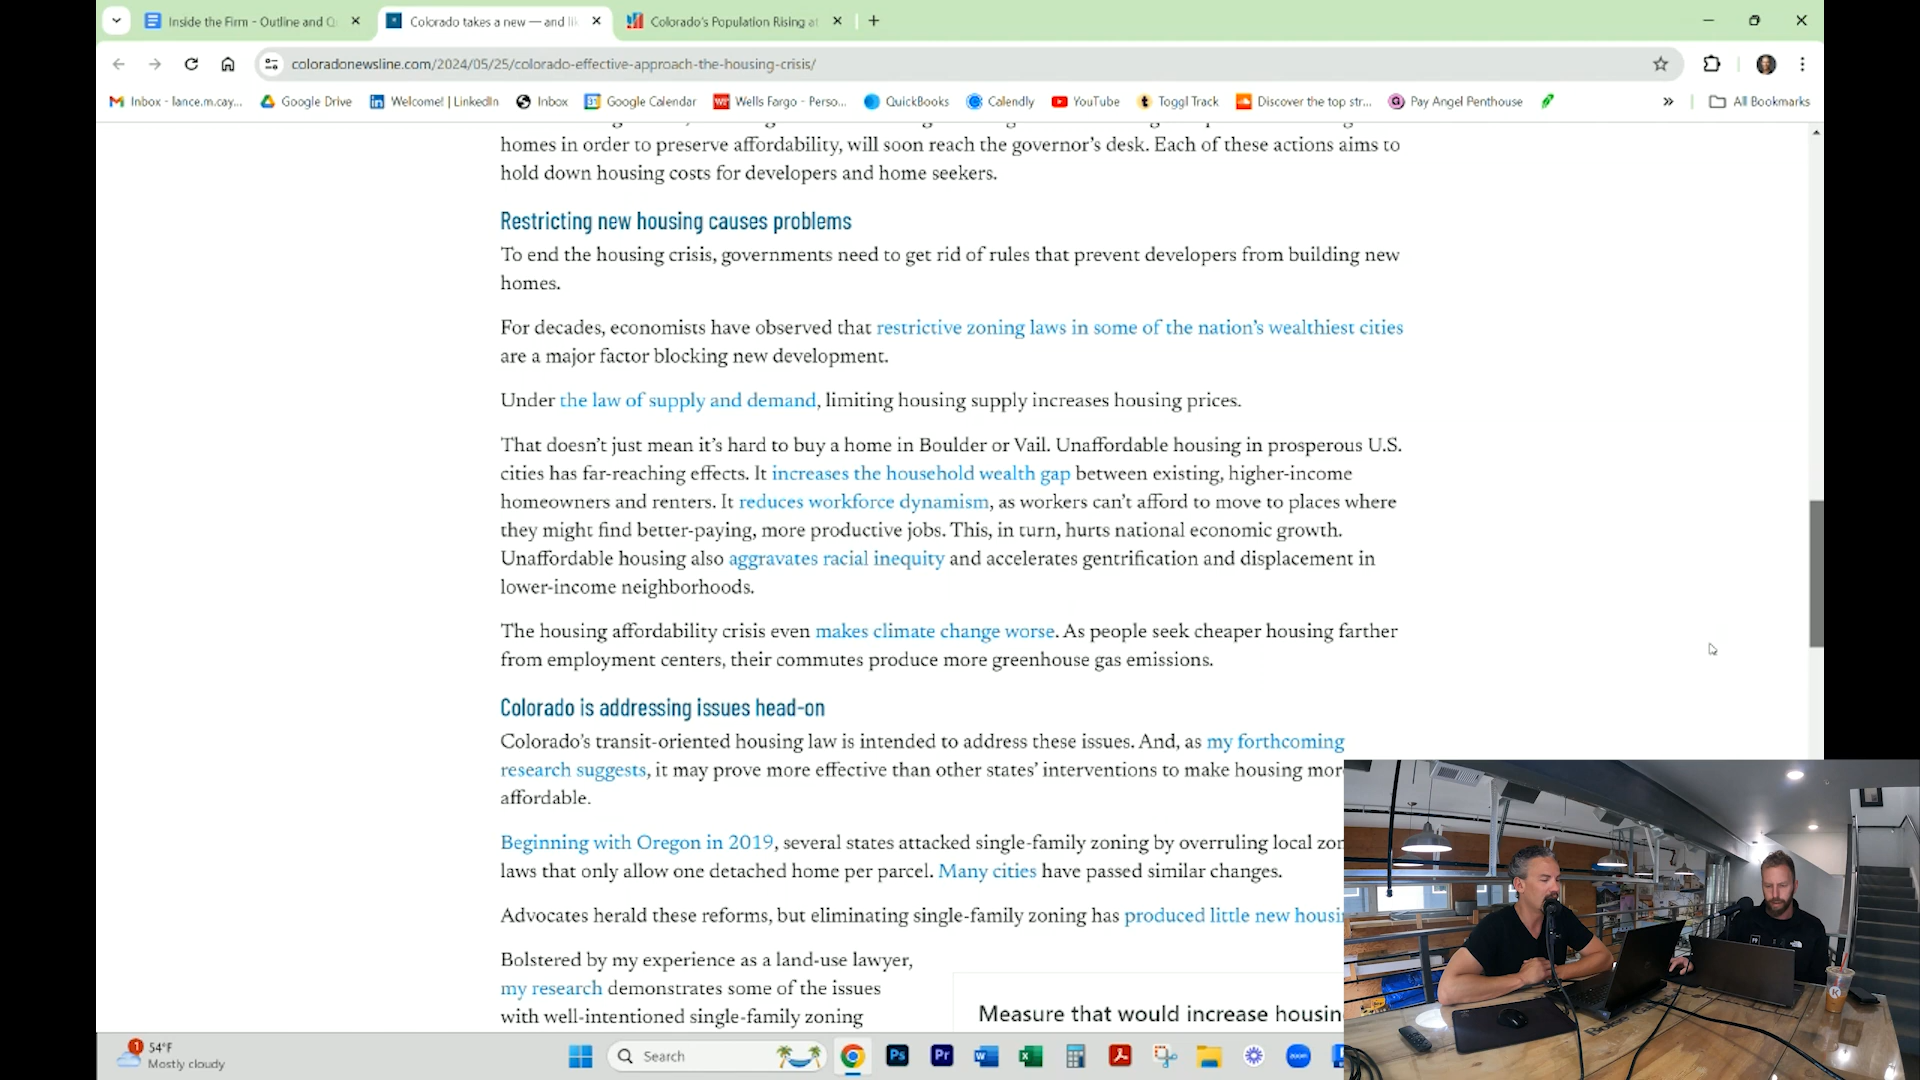 Inside the Firm - Outline and Q
Colorado takes a new — and li
Colorado's Population Rising at
coloradonewsline.com/2024/05/25/colorado-effective-approach-the-housing-crisis/
Inbox - lance.m.cay...
Google Drive
Welcome! | LinkedIn
Inbox
Google Calendar
Wells Fargo - Perso...
QuickBooks
Calendly
YouTube
Toggl Track
Discover the top str...
Pay Angel Penthouse
All Bookmarks
homes in order to preserve affordability, will soon reach the governor's desk. Each of these actions aims to
hold down housing costs for developers and home seekers.
Restricting new housing causes problems
To end the housing crisis, governments need to get rid of rules that prevent developers from building new
homes.
For decades, economists have observed that restrictive zoning laws in some of the nation's wealthiest cities
are a major factor blocking new development.
Under the law of supply and demand, limiting housing supply increases housing prices.
That doesn't just mean it's hard to buy a home in Boulder or Vail. Unaffordable housing in prosperous U.S.
cities has far-reaching effects. It increases the household wealth gap between existing, higher-income
homeowners and renters. It reduces workforce dynamism, as workers can't afford to move to places where
they might find better-paying, more productive jobs. This, in turn, hurts national economic growth.
Unaffordable housing also aggravates racial inequity and accelerates gentrification and displacement in
lower-income neighborhoods.
The housing affordability crisis even makes climate change worse. As people seek cheaper housing farther
from employment centers, their commutes produce more greenhouse gas emissions.
Colorado is addressing issues head-on
Colorado's transit-oriented housing law is intended to address these issues. And, as my forthcoming
research suggests, it may prove more effective than other states' interventions to make housing mor
affordable.
Beginning with Oregon in 2019, several states attacked single-family zoning by overruling local zon
laws that only allow one detached home per parcel. Many cities have passed similar changes.
Advocates herald these reforms, but eliminating single-family zoning has produced little new housi
Bolstered by my experience as a land-use lawyer,
my research demonstrates some of the issues
with well-intentioned single-family zoning
Measure that would increase housin
1
54°F
Mostly cloudy
Search
Ps
Pr
zoom